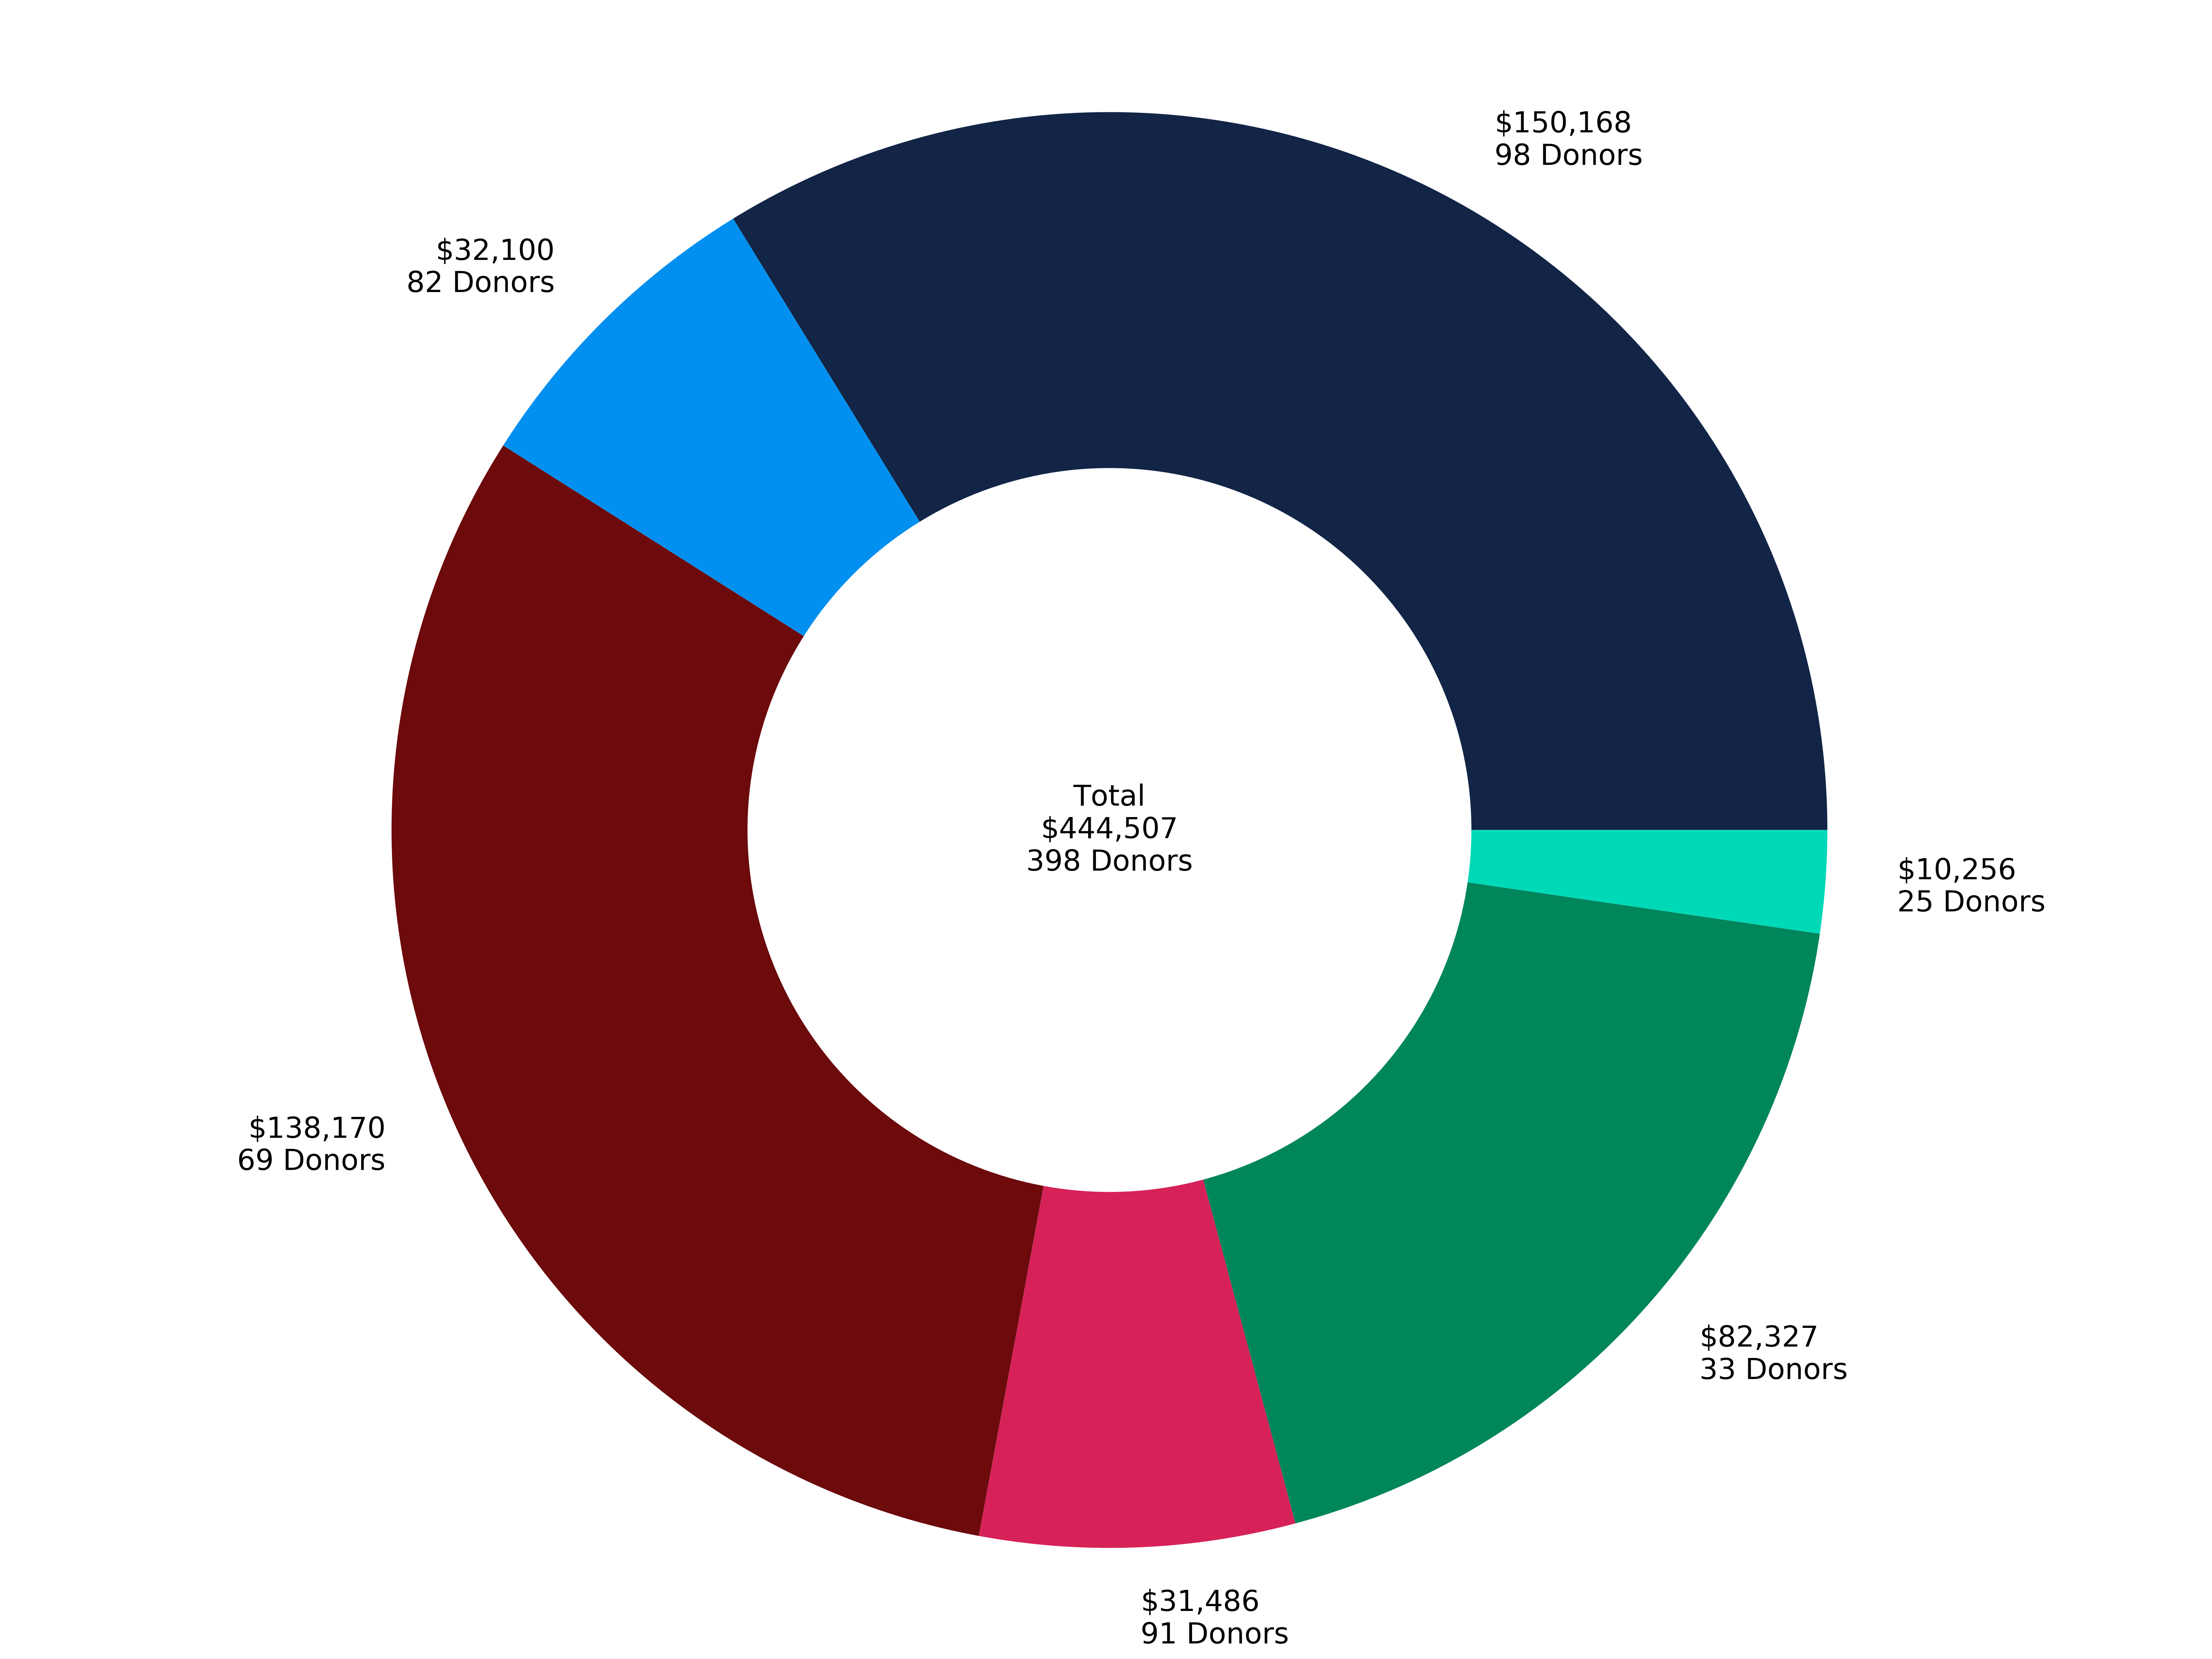 $150,168
98 Donors
$32,100
82 Donors
Total
$444,507
398 Donors
$10,256
25 Donors
$138,170
69 Donors
$82,327
33 Donors
$31,486
91 Donors